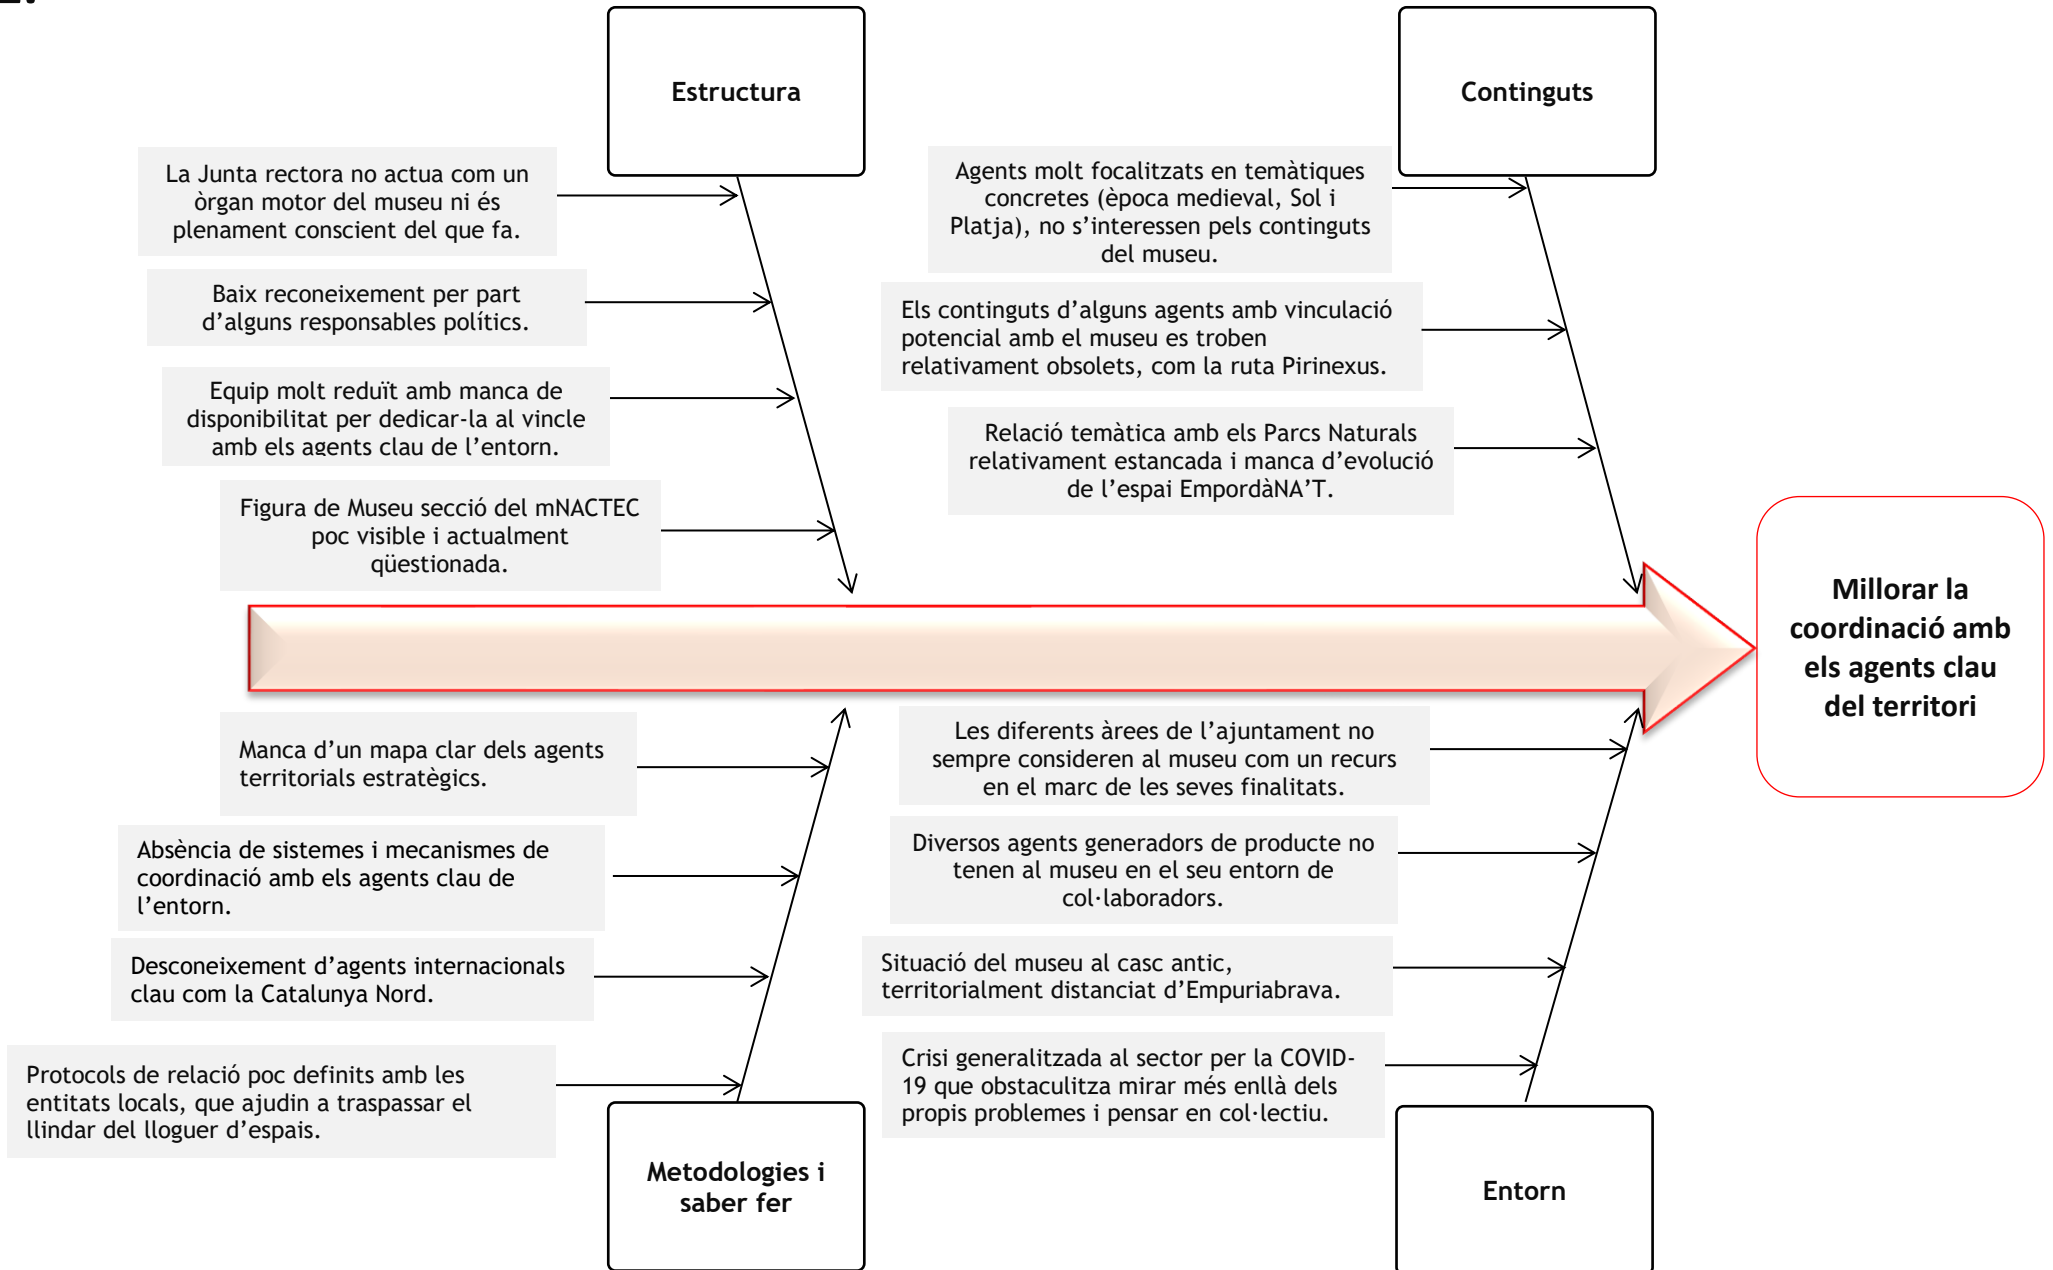 Estructura
La Junta rectora no actua com un
òrgan motor del museu ni és
plenament conscient del que fa.
Baix reconeixement per part
d’alguns responsables polítics.
Equip molt reduït amb manca de
disponibilitat per dedicar-la al vincle
amb els agents clau de l’entorn.
Figura de Museu secció del mNACTEC
poc visible i actualment
qüestionada.
Continguts
Agents molt focalitzats en temàtiques
concretes (època medieval, Sol i
Platja), no s’interessen pels continguts
del museu.
Els continguts d’alguns agents amb vinculació
potencial amb el museu es troben
relativament obsolets, com la ruta Pirinexus.
Relació temàtica amb els Parcs Naturals
relativament estancada i manca d’evolució
de l’espai EmpordàNA’T.
Millorar la
coordinació amb
els agents clau
del territori
Manca d’un mapa clar dels agents
territorials estratègics.
Absència de sistemes i mecanismes de
coordinació amb els agents clau de
l’entorn.
Desconeixement d’agents internacionals
clau com la Catalunya Nord.
Protocols de relació poc definits amb les
entitats locals, que ajudin a traspassar el
llindar del lloguer d’espais.
Metodologies i
saber fer
Les diferents àrees de l’ajuntament no
sempre consideren al museu com un recurs
en el marc de les seves finalitats.
Diversos agents generadors de producte no
tenen al museu en el seu entorn de
col·laboradors.
Situació del museu al casc antic,
territorialment distanciat d’Empuriabrava.
Crisi generalitzada al sector per la COVID-
19 que obstaculitza mirar més enllà dels
propis problemes i pensar en col·lectiu.
Entorn